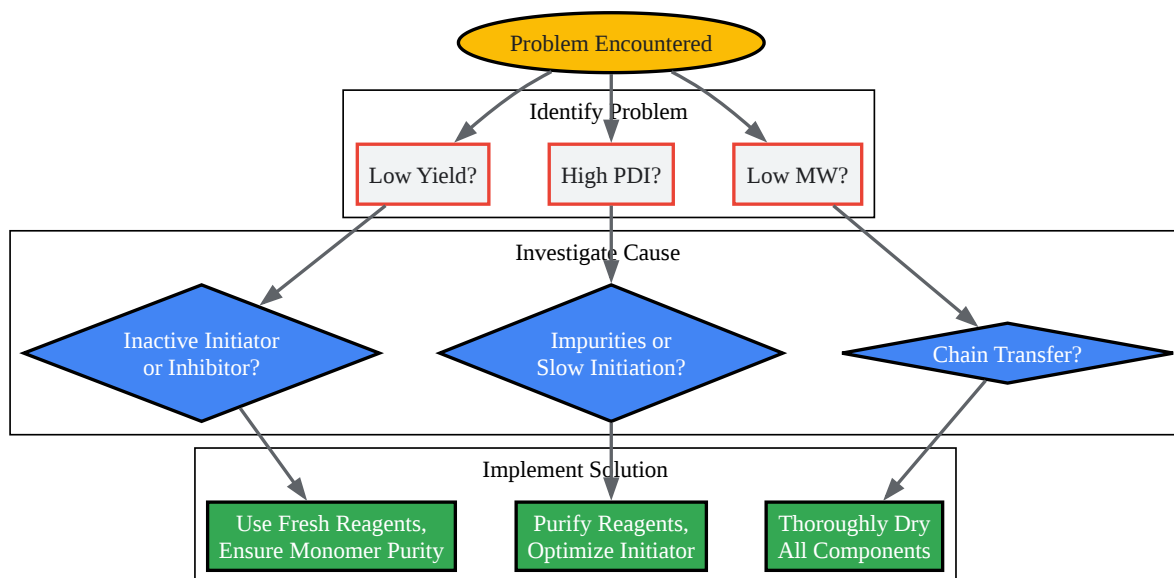 Problem Encountered
Identify Problem
Low Yield?
High PDI?
Low MW?
Investigate Cause
Inactive Initiator
or Inhibitor?
Impurities or
Slow Initiation?
Chain Transfer?
Implement Solution
Use Fresh Reagents,
Ensure Monomer Purity
Purify Reagents,
Optimize Initiator
Thoroughly Dry
All Components